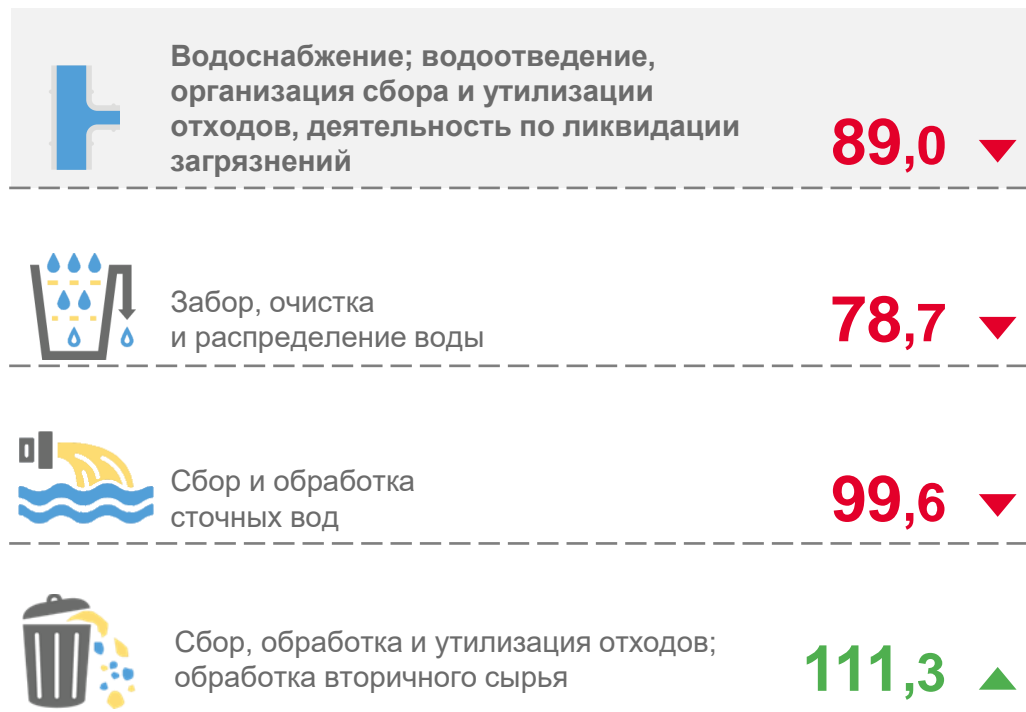 Водоснабжение; водоотведение,
организация сбора и утилизации
отходов, деятельность по ликвидации
загрязнений
89,0
Забор, очистка
и распределение воды
78,7
Сбор и обработка
сточных вод
99,6
Сбор, обработка и утилизация отходов;
обработка вторичного сырья
111,3